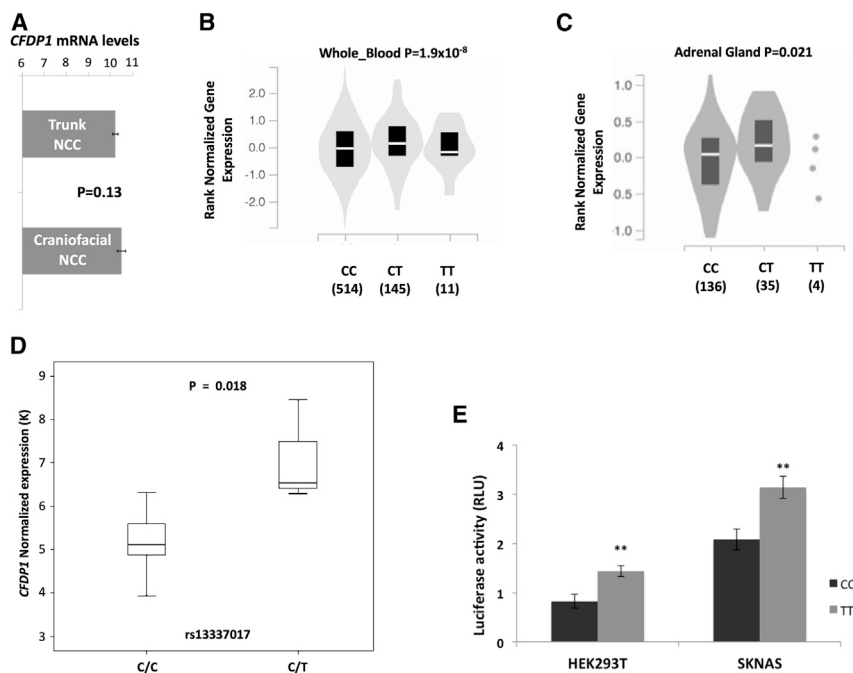 A
CFDP1 mRNA levels
6 7 8 9 10 11
Trunk
NCC
P=0.13
Craniofacial
NCC
B
Whole_Blood P=1.9x10-8
Rank Normalized Gene
Expression
2.0
1.0
0.0
-1.0
-2.0
CC CT TT
(514) (145) (11)
C
Adrenal Gland P=0.021
Rank Normalized Gene
Expression
1.0
0.5
0.0
-0.5
-1.0
CC CT TT
(136) (35) (4)
D
CFDP1 Normalized expression (K)
9
8
7
6
5
4
3
P = 0.018
rs13337017
C/C C/T
E
Luciferase activity (RLU)
4
3
2
1
0
**
**
CC
TT
HEK293T SKNAS